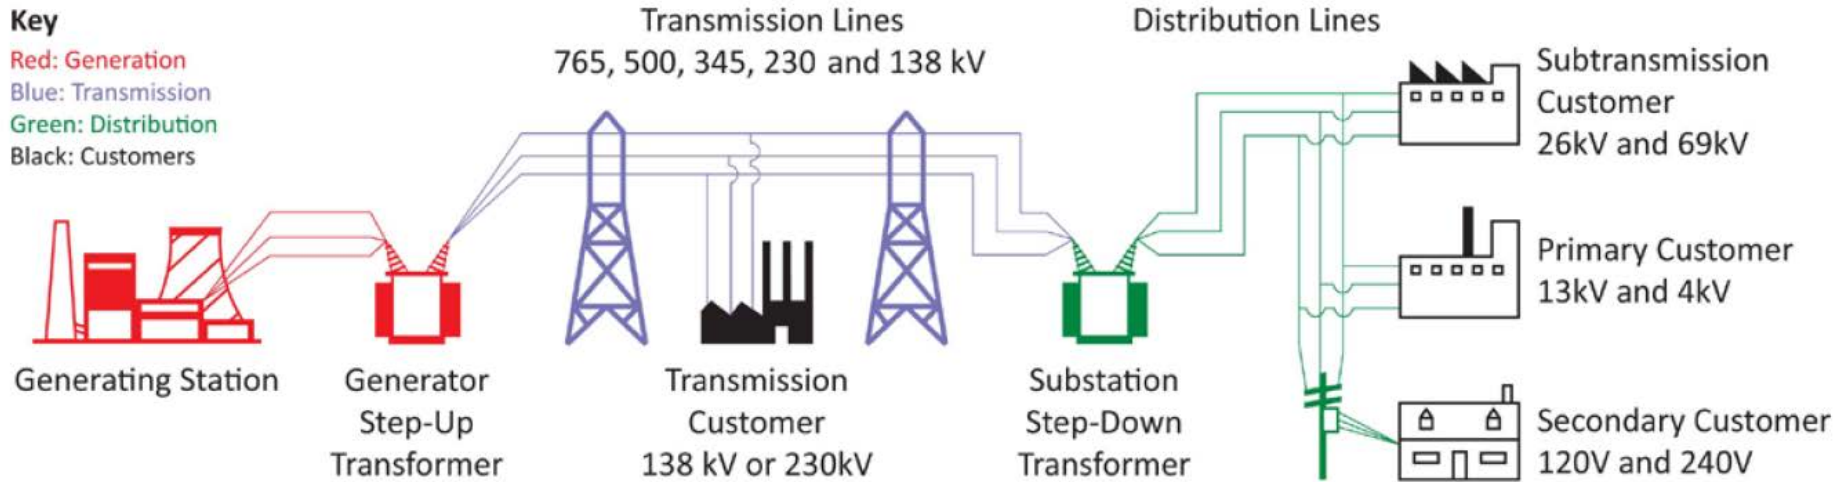 Key
Red: Generation
Blue: Transmission
Green: Distribution
Black: Customers
Transmission Lines
765, 500, 345, 230 and 138 kV
Distribution Lines
Subtransmission
Customer
26kV and 69kV
Primary Customer
13kV and 4kV
Secondary Customer
120V and 240V
Generating Station
Generator
Step-Up
Transformer
Transmission
Customer
138 kV or 230kV
Substation
Step-Down
Transformer